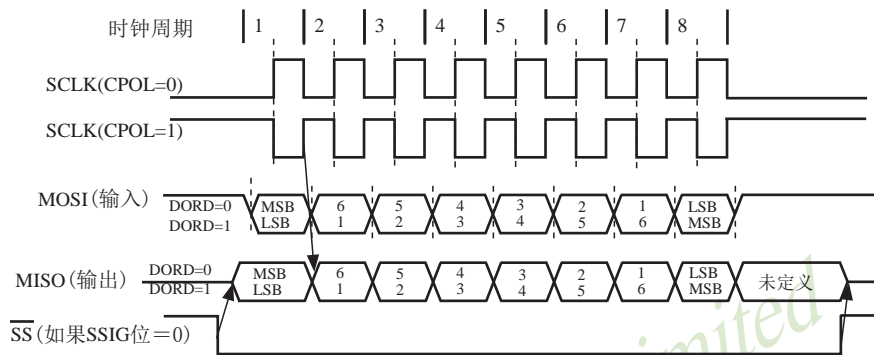 时钟周期 1 2 3 4 5 6 7 8
SCLK(CPOL=0)
SCLK(CPOL=1)
MOSI(输入) DORD=0 MSB 6 5 4 3 2 1 LSB
DORD=1 LSB 1 2 3 4 5 6 MSB
MISO(输出) DORD=0 MSB 6 5 4 3 2 1 LSB 未定义
DORD=1 LSB 1 2 3 4 5 6 MSB
SS(如果SSIG位=0)
imited